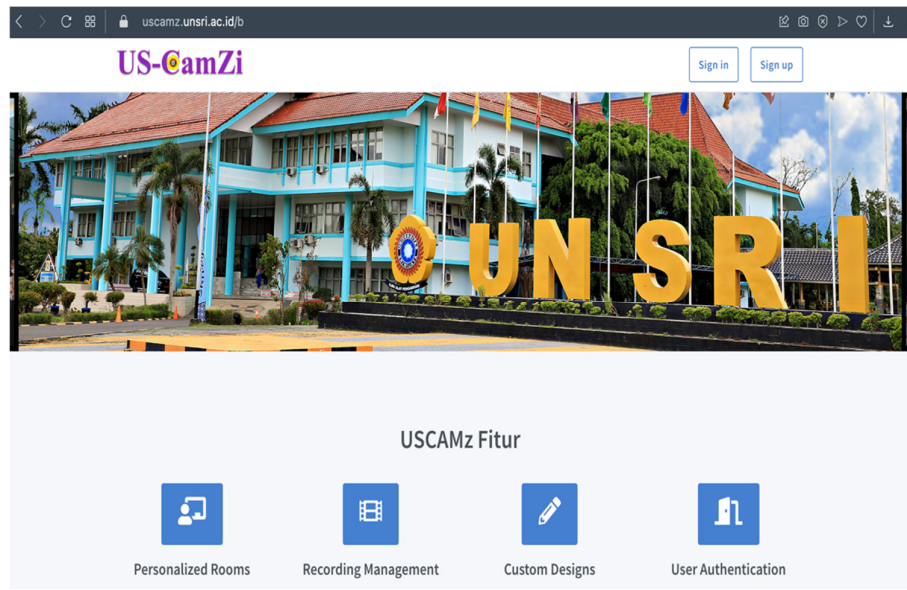 uscamz.unsri.ac.id/b
US-CamZi
Sign in
Sign up
UNSRI
USCAMz Fitur
Personalized Rooms
Recording Management
Custom Designs
User Authentication